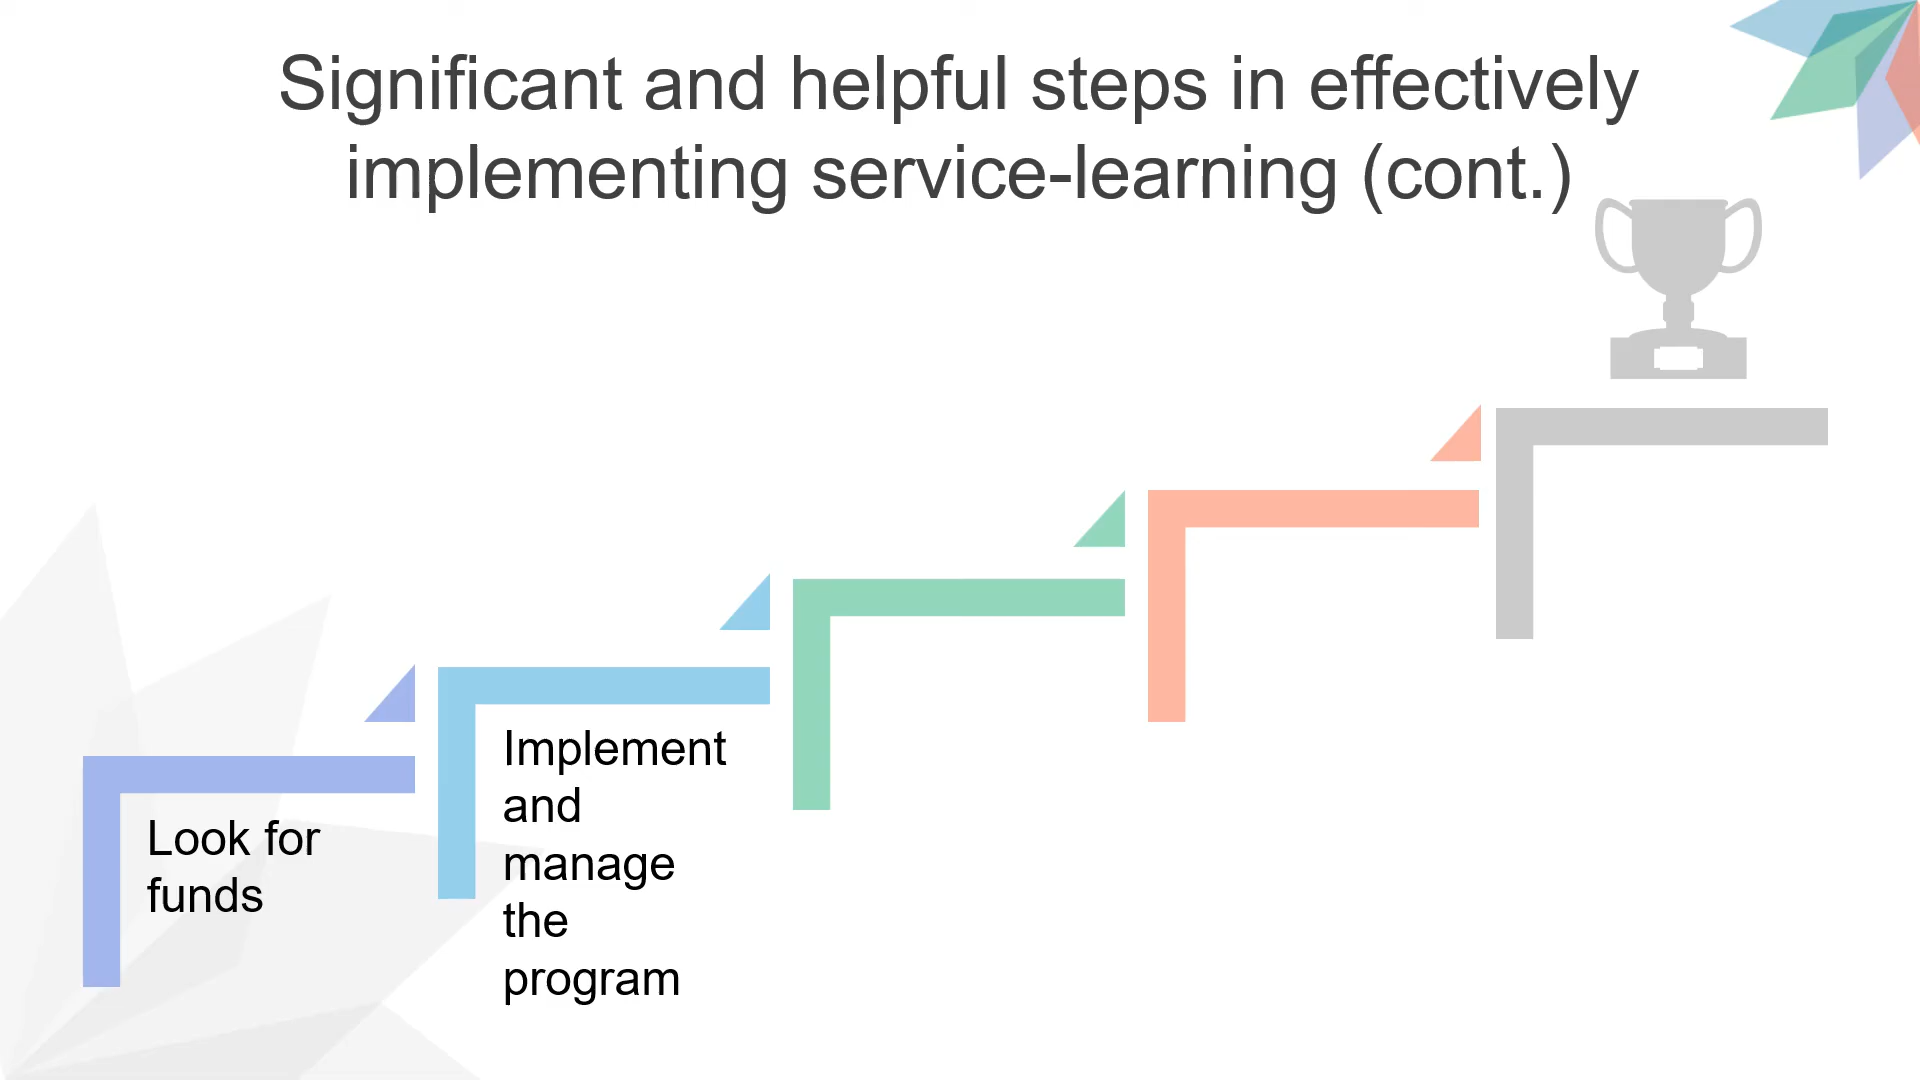 Significant and helpful steps in effectively
implementing service-learning (cont.)
Look for
funds
Implement
and
manage
the
program